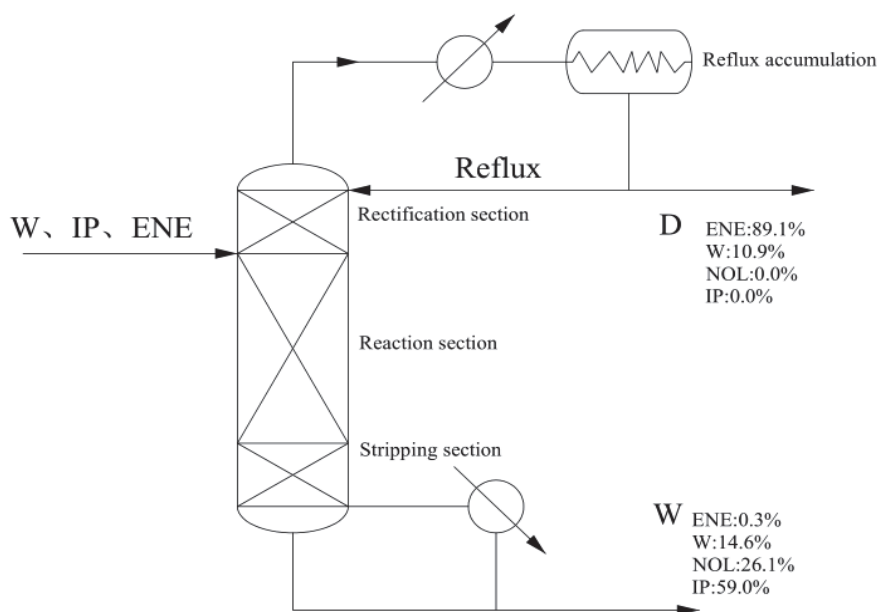 Reflux accumulation
Reflux
Rectification section
W、IP、ENE
D
ENE:89.1%
W:10.9%
NOL:0.0%
IP:0.0%
Reaction section
Stripping section
W
ENE:0.3%
W:14.6%
NOL:26.1%
IP:59.0%